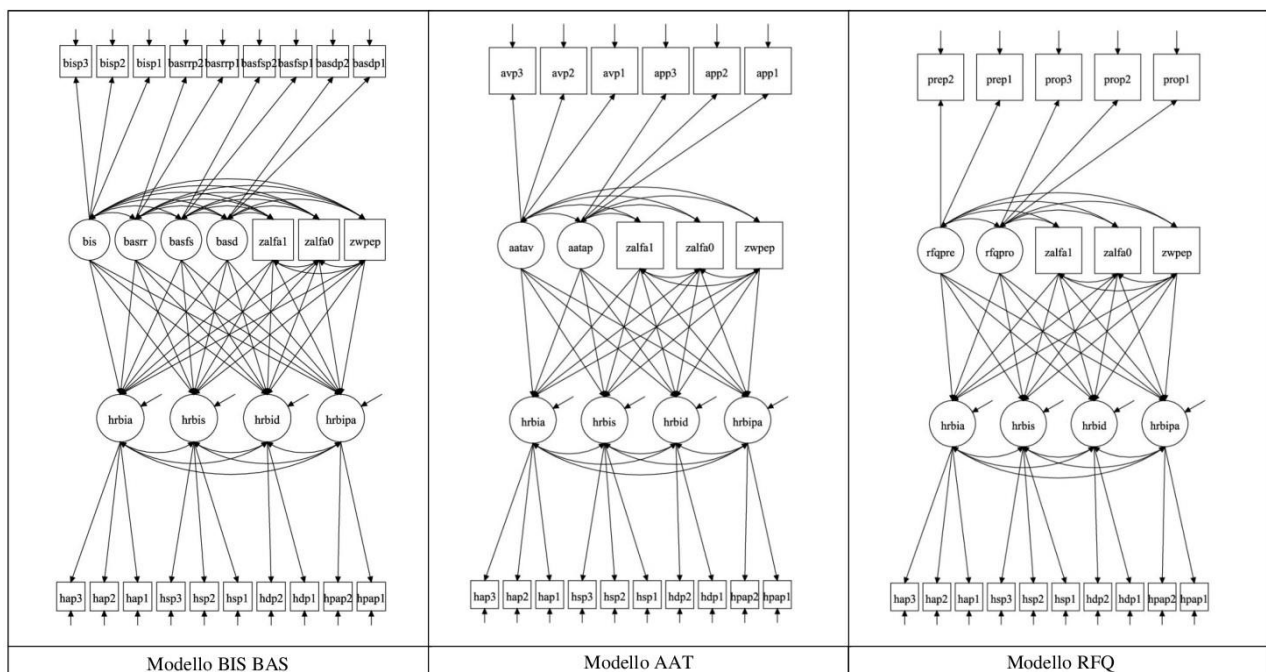 bisp3 bisp2 bisp1 basrrp2 basrrp1 basfsp2 basfsp1 basdp2 basdp1
bis basrr basfs basd zalfa1 zalfa0 zwpep
hrbia hrbis hrbid hrbipa
hap3 hap2 hap1 hsp3 hsp2 hsp1 hdp2 hdp1 hpap2 hpap1
Modello BIS BAS
avp3 avp2 avp1 app3 app2 app1
aatav aatap zalfa1 zalfa0 zwpep
hrbia hrbis hrbid hrbipa
hap3 hap2 hap1 hsp3 hsp2 hsp1 hdp2 hdp1 hpap2 hpap1
Modello AAT
prep2 prep1 prop3 prop2 prop1
rfqpre rfqpro zalfa1 zalfa0 zwpep
hrbia hrbis hrbid hrbipa
hap3 hap2 hap1 hsp3 hsp2 hsp1 hdp2 hdp1 hpap2 hpap1
Modello RFQ